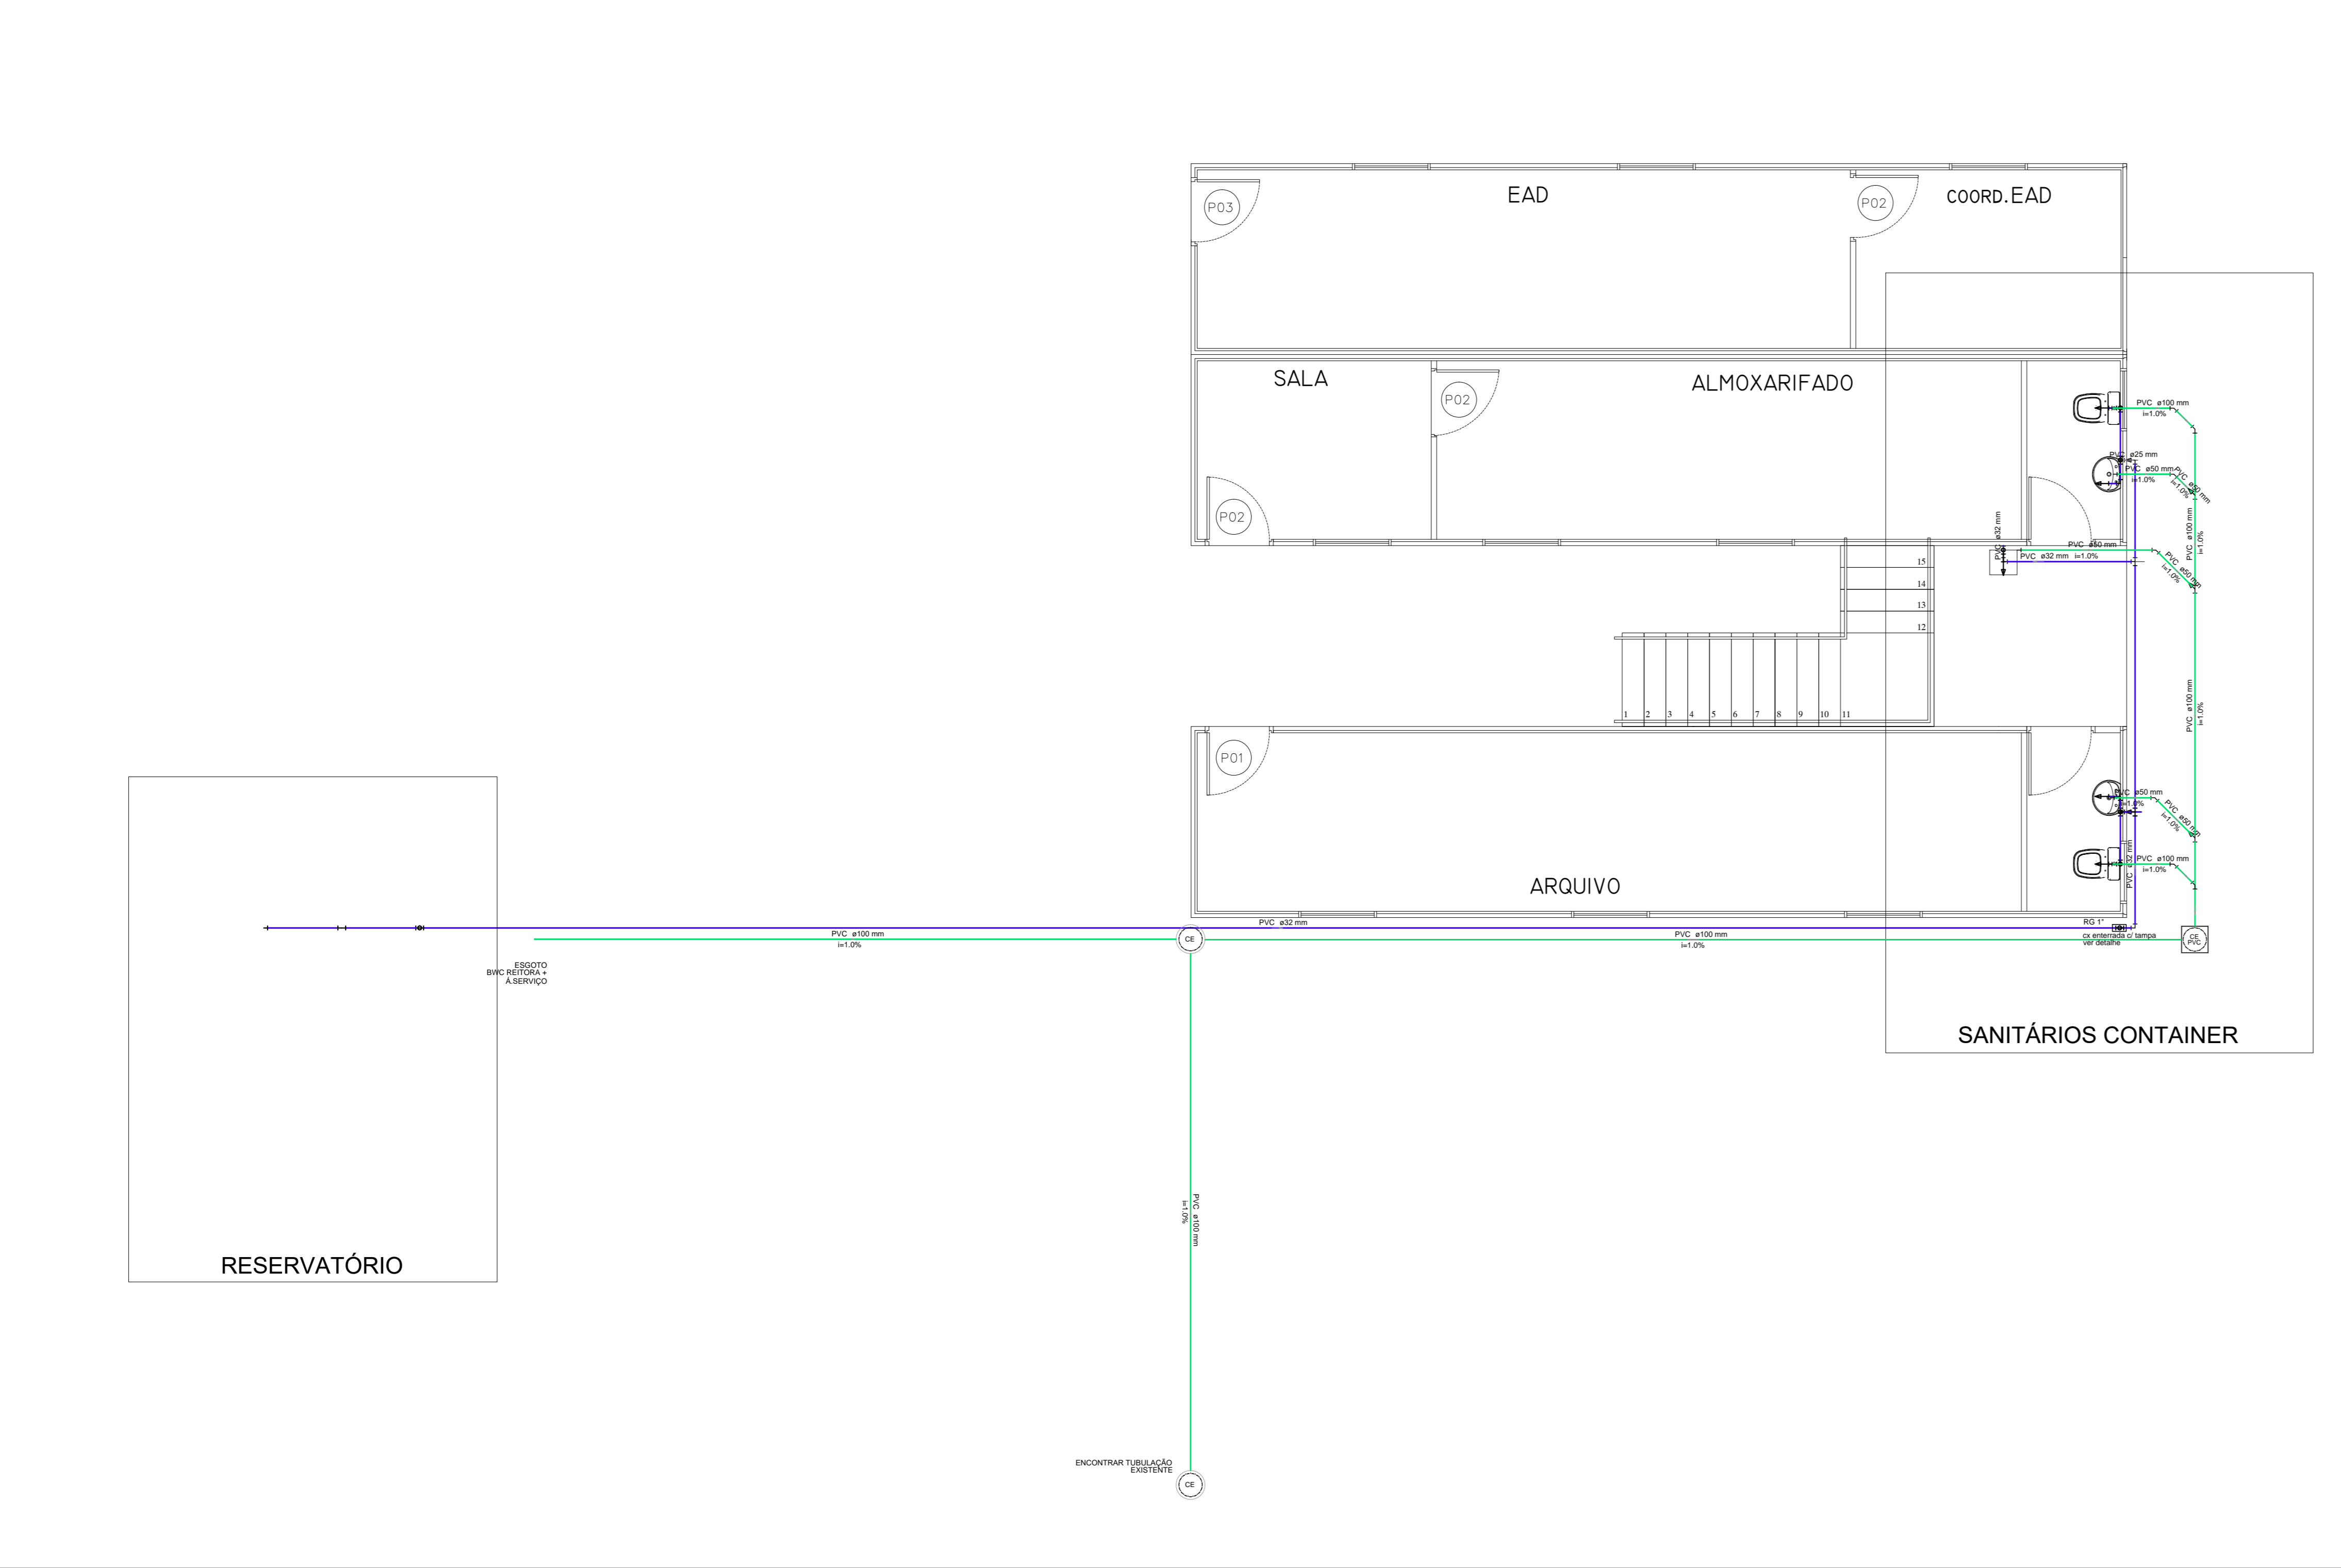 EAD
COORD.EAD
P03
P02
SALA
ALMOXARIFADO
P02
P02
PVC ø100 mm
i=1.0%
PVC ø25 mm
PVC ø50 mm
i=1.0%
PVC ø50 mm
i=1.0%
PVC ø100 mm
i=1.0%
PVC ø32 mm
PVC ø50 mm
PVC ø32 mm i=1.0%
PVC ø50 mm
i=1.0%
15
14
13
12
1 2 3 4 5 6 7 8 9 10 11
PVC ø100 mm
i=1.0%
P01
PVC ø50 mm
i=1.0%
PVC ø50 mm
i=1.0%
PVC ø100 mm
i=1.0%
PVC ø32 mm
ARQUIVO
PVC ø32 mm
RG 1"
PVC ø100 mm
i=1.0%
CE
PVC ø100 mm
i=1.0%
cx enterrada c/ tampa
ver detalhe
CE
PVC
ESGOTO
BWC REITORA +
Á.SERVIÇO
SANITÁRIOS CONTAINER
PVC ø100 mm
i=1.0%
RESERVATÓRIO
ENCONTRAR TUBULAÇÃO
EXISTENTE
CE